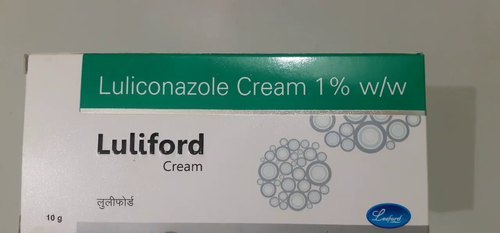 Luliconazole Cream 1% w/w
Luliford
Cream
लुलीफोर्ड
10 g
Leeford